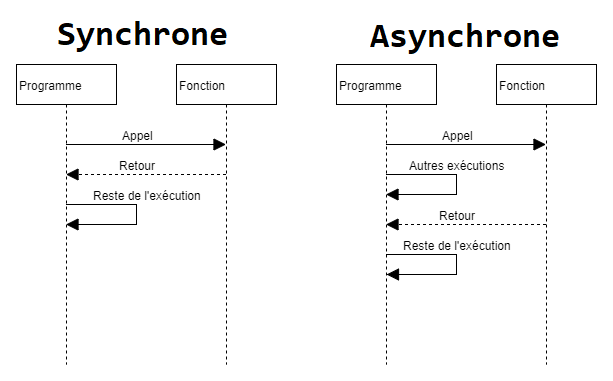 Synchrone
Programme
Fonction
Appel
Retour
Reste de l'exécution
Asynchrone
Programme
Fonction
Appel
Autres exécutions
Retour
Reste de l'exécution